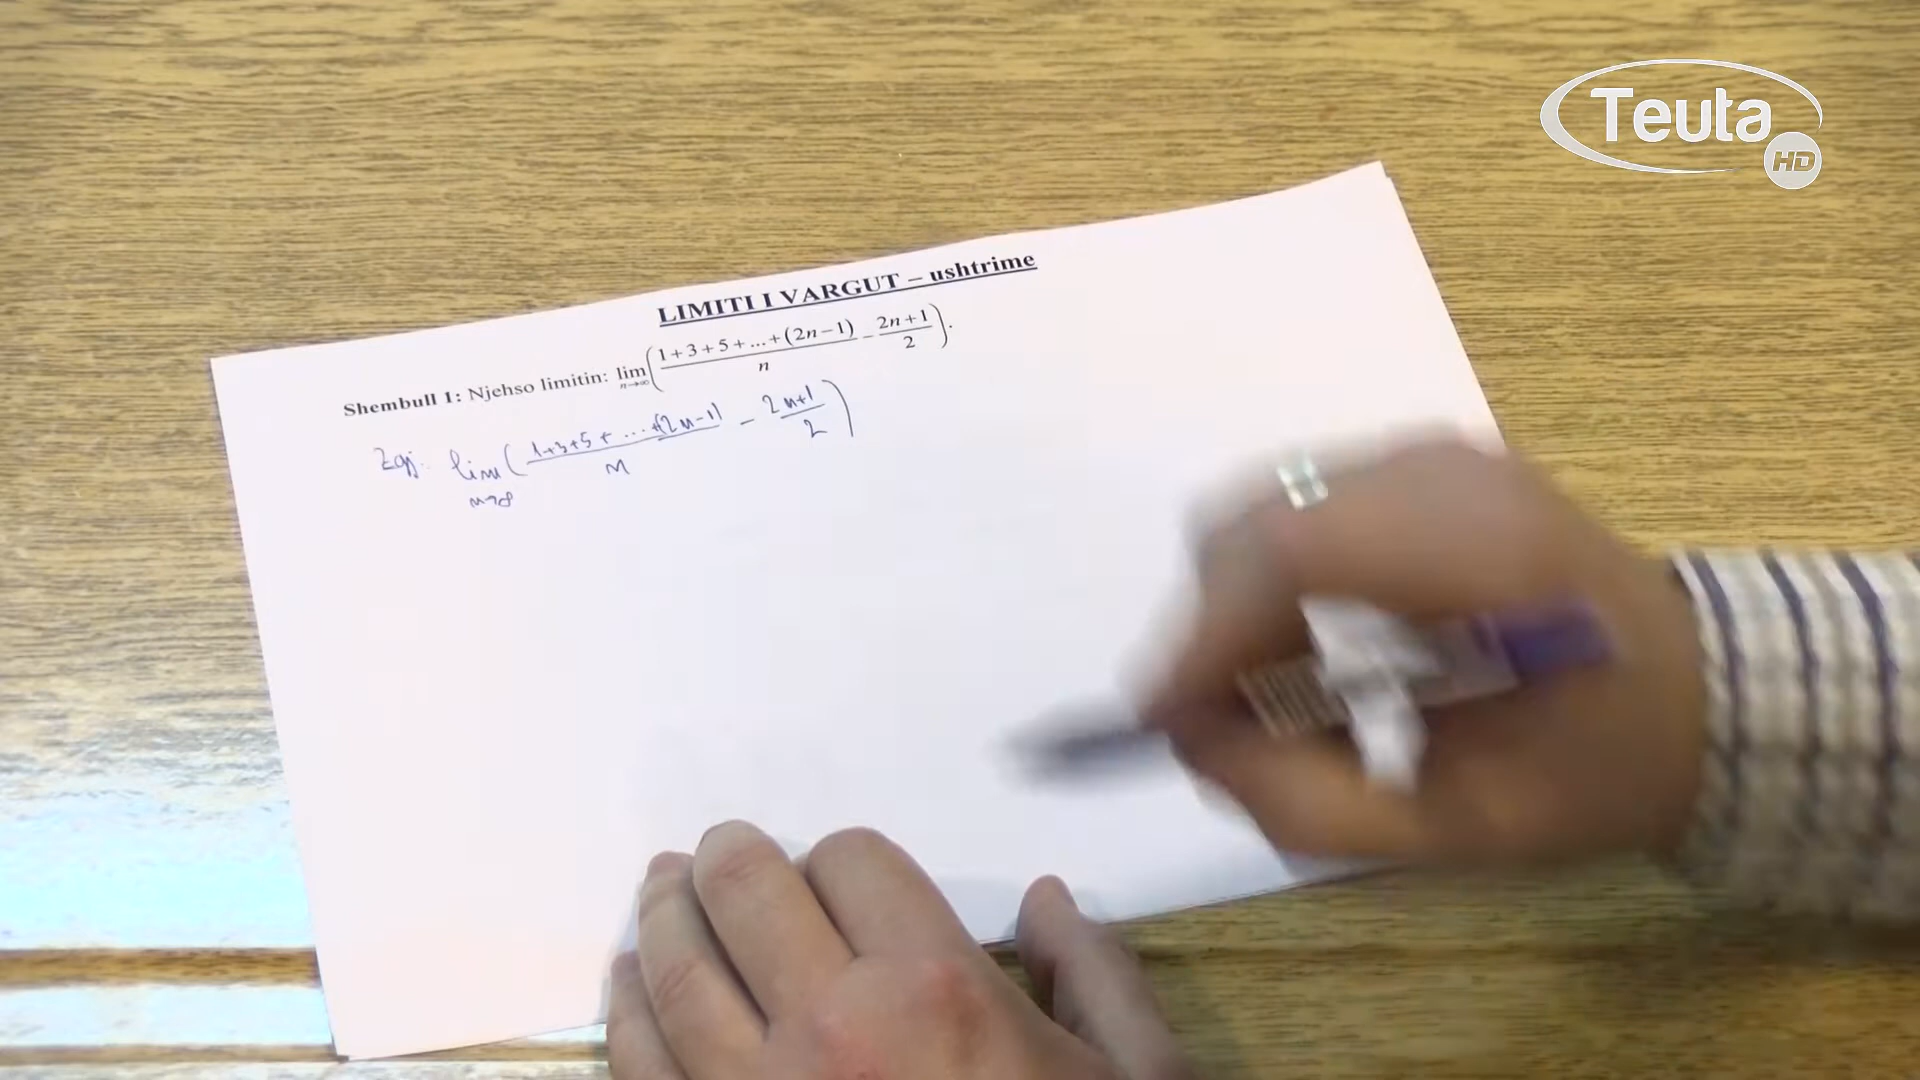 Teuta
HD
LIMITI I VARGUT – ushtrime
Shembull 1: Njehso limitin: lim n→∞ ( (1+3+5+...+(2n−1))/n − (2n+1)/2 ).
Zgj. lim n→∞ ( (1+3+5+...+(2n-1))/n − (2n+1)/2 )